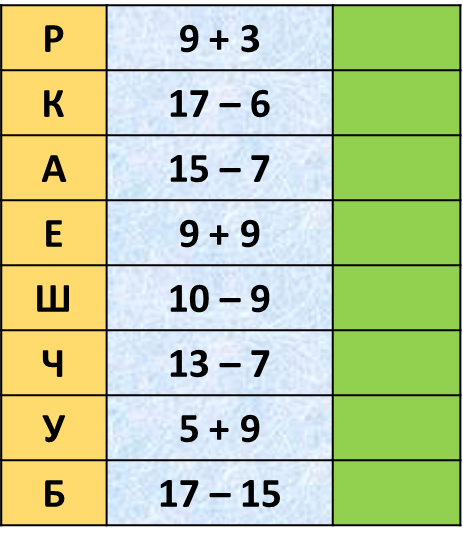 Р 9 + 3
К 17 – 6
А 15 – 7
Е 9 + 9
Ш 10 – 9
Ч 13 – 7
У 5 + 9
Б 17 – 15